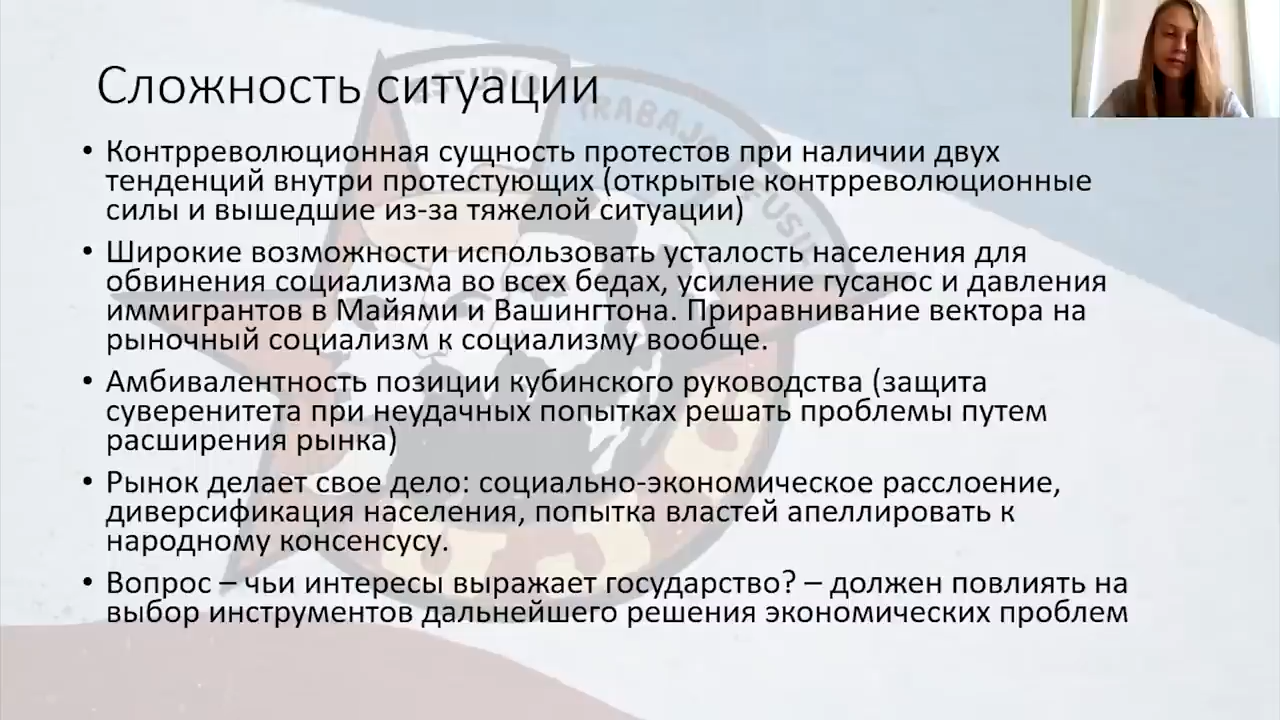 Сложность ситуации
• Контрреволюционная сущность протестов при наличии двух
тенденций внутри протестующих (открытые контрреволюционные
силы и вышедшие из-за тяжелой ситуации)
• Широкие возможности использовать усталость населения для
обвинения социализма во всех бедах, усиление гусанос и давления
иммигрантов в Майями и Вашингтона. Приравнивание вектора на
рыночный социализм к социализму вообще.
• Амбивалентность позиции кубинского руководства (защита
суверенитета при неудачных попытках решать проблемы путем
расширения рынка)
• Рынок делает свое дело: социально-экономическое расслоение,
диверсификация населения, попытка властей апеллировать к
народному консенсусу.
• Вопрос – чьи интересы выражает государство? – должен повлиять на
выбор инструментов дальнейшего решения экономических проблем
ESTUDIO
TRABAJO
FUSIL